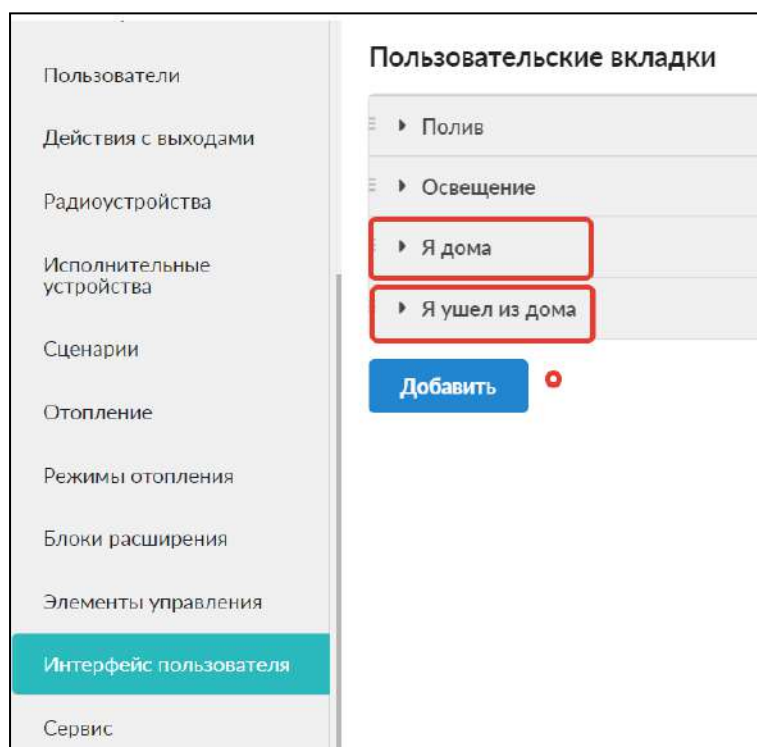 Пользователи
Действия с выходами
Радиоустройства
Исполнительные
устройства
Сценарии
Отопление
Режимы отопления
Блоки расширения
Элементы управления
Интерфейс пользователя
Сервис
Пользовательские вкладки
Полив
Освещение
Я дома
Я ушел из дома
Добавить